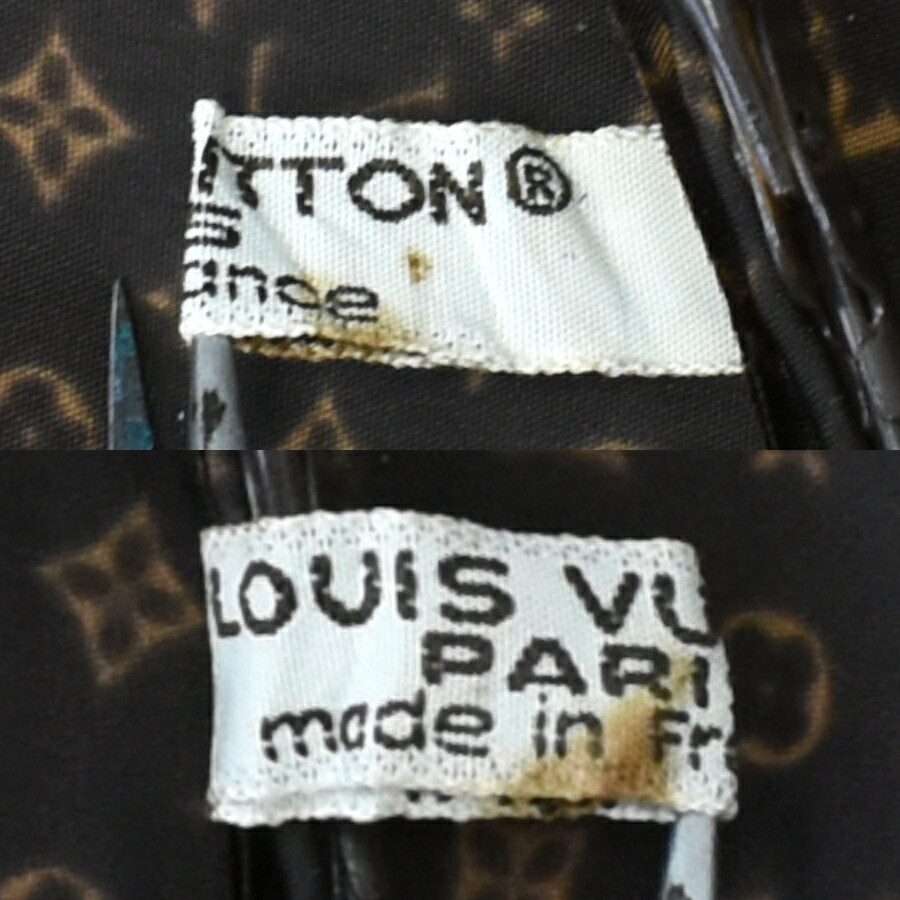 TTON®
S
ance
LOUIS VU
PARI
made in Fr